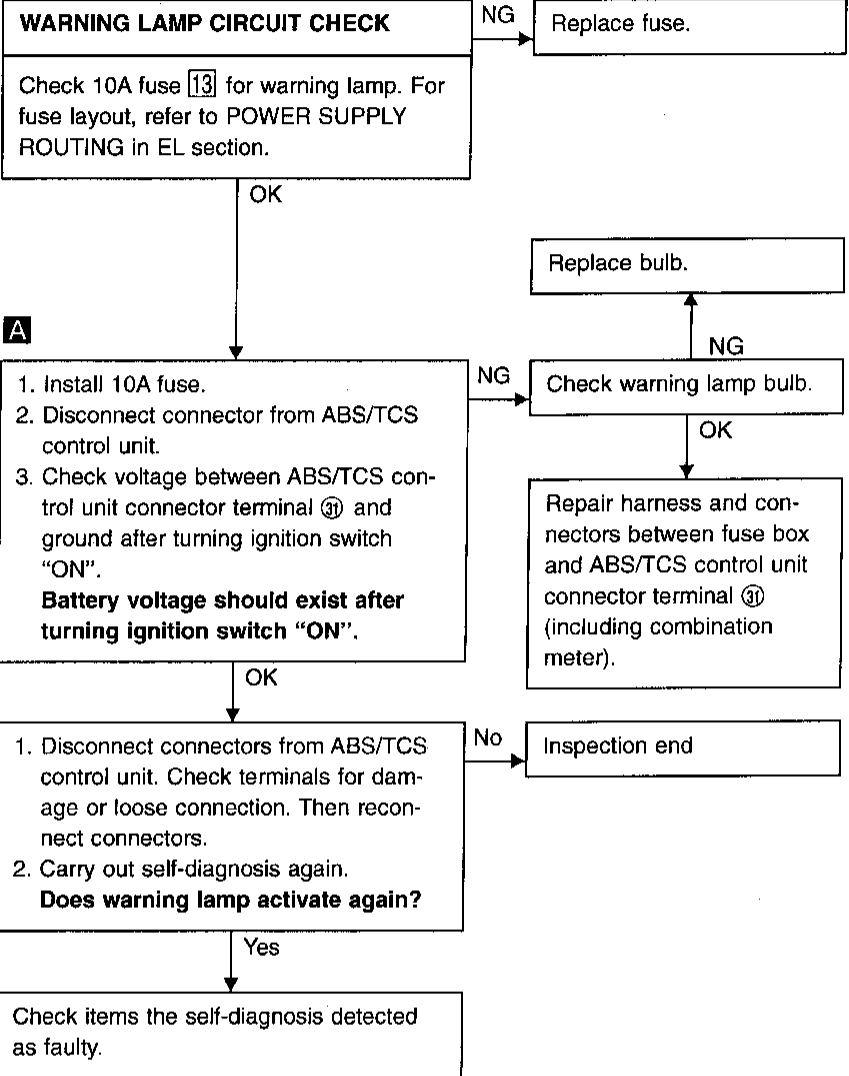 WARNING LAMP CIRCUIT CHECK
NG
Replace fuse.
Check 10A fuse 13 for warning lamp. For
fuse layout, refer to POWER SUPPLY
ROUTING in EL section.
OK
Replace bulb.
A
NG
1. Install 10A fuse.
2. Disconnect connector from ABS/TCS
control unit.
3. Check voltage between ABS/TCS con-
trol unit connector terminal 31 and
ground after turning ignition switch
“ON”.
Battery voltage should exist after
turning ignition switch “ON”.
NG
Check warning lamp bulb.
OK
Repair harness and con-
nectors between fuse box
and ABS/TCS control unit
connector terminal 31
(including combination
meter).
OK
1. Disconnect connectors from ABS/TCS
control unit. Check terminals for dam-
age or loose connection. Then recon-
nect connectors.
2. Carry out self-diagnosis again.
Does warning lamp activate again?
No
Inspection end
Yes
Check items the self-diagnosis detected
as faulty.